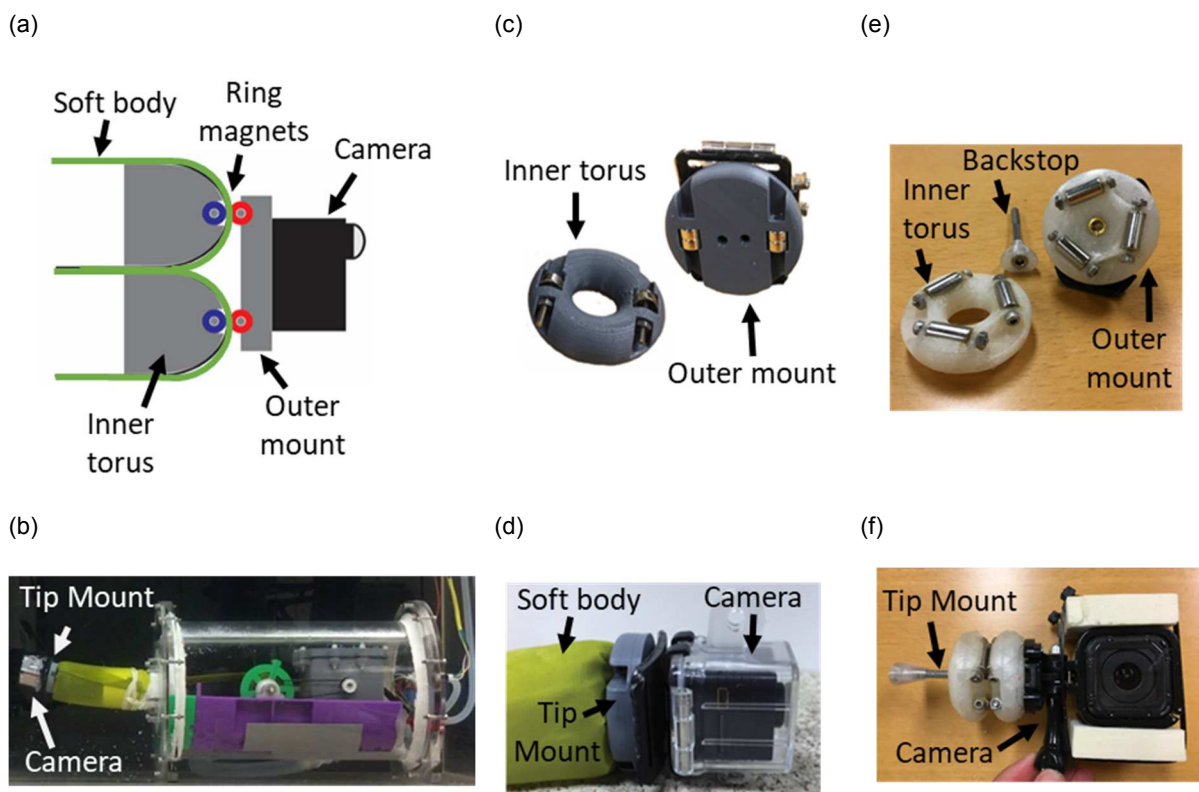 (a)
Soft body
Ring
magnets
Camera
Inner
torus
Outer
mount
(b)
Tip Mount
Camera
(c)
Inner torus
Outer mount
(d)
Soft body
Camera
Tip
Mount
(e)
Backstop
Inner
torus
Outer
mount
(f)
Tip Mount
Camera